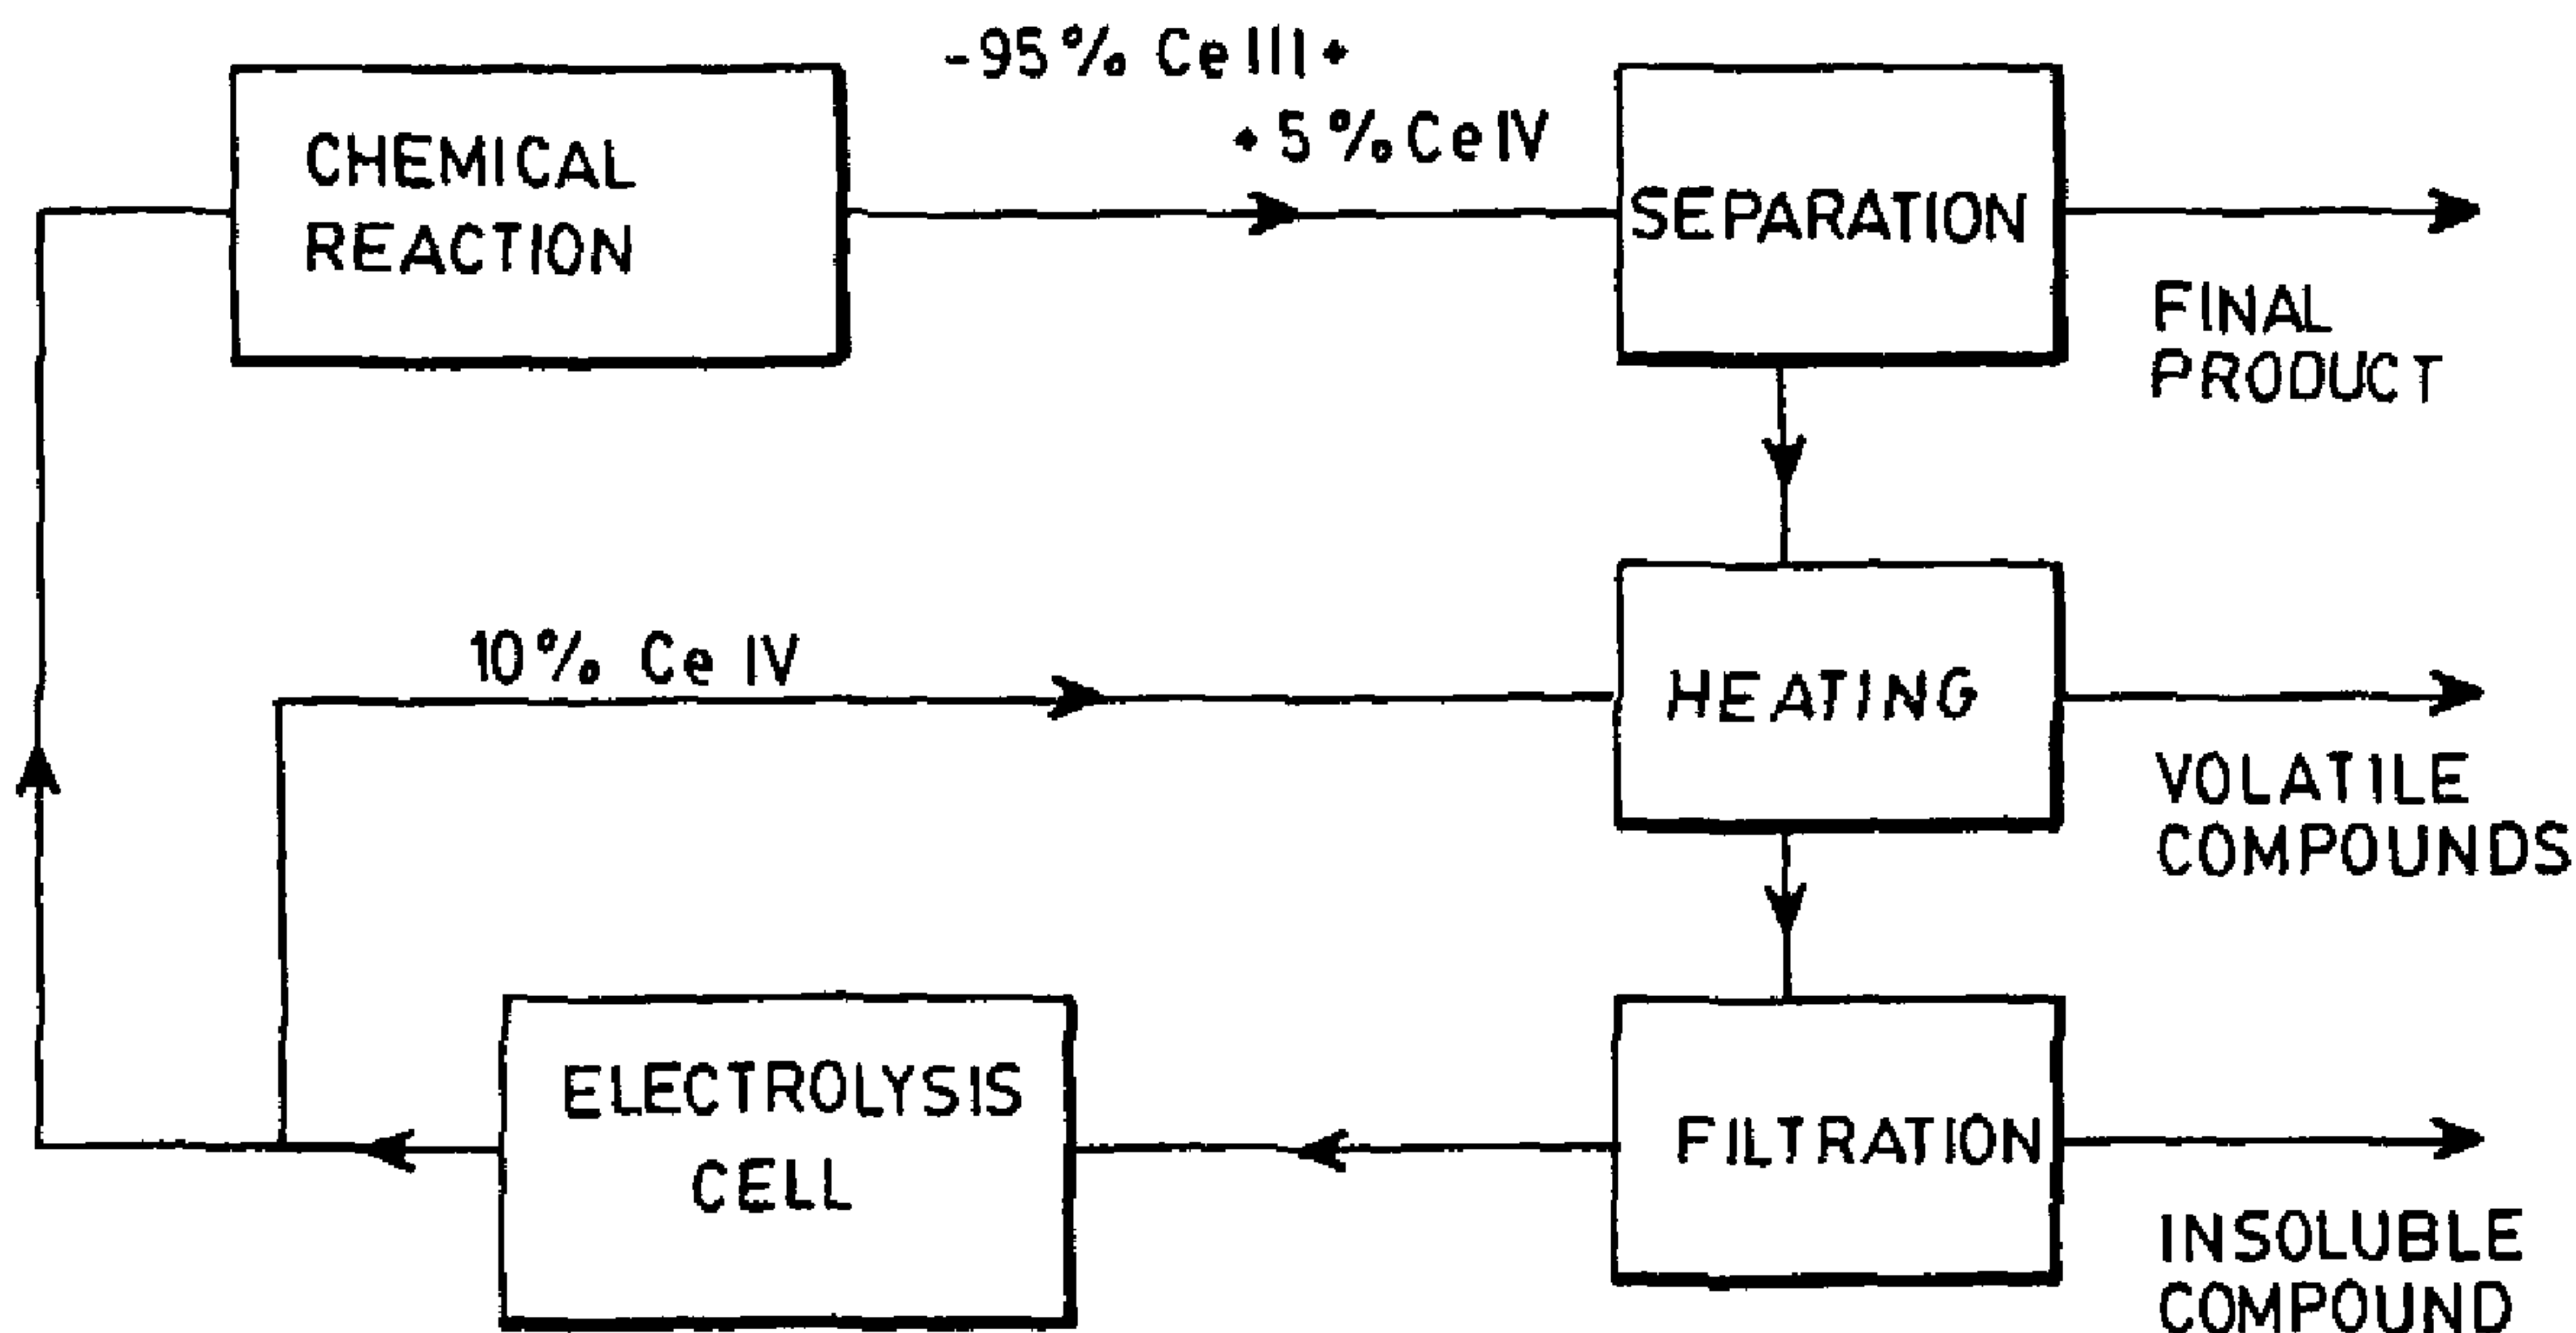 -95% Ce III +
+ 5% Ce IV
CHEMICAL
REACTION
SEPARATION
FINAL
PRODUCT
10% Ce IV
HEATING
VOLATILE
COMPOUNDS
ELECTROLYSIS
CELL
FILTRATION
INSOLUBLE
COMPOUND